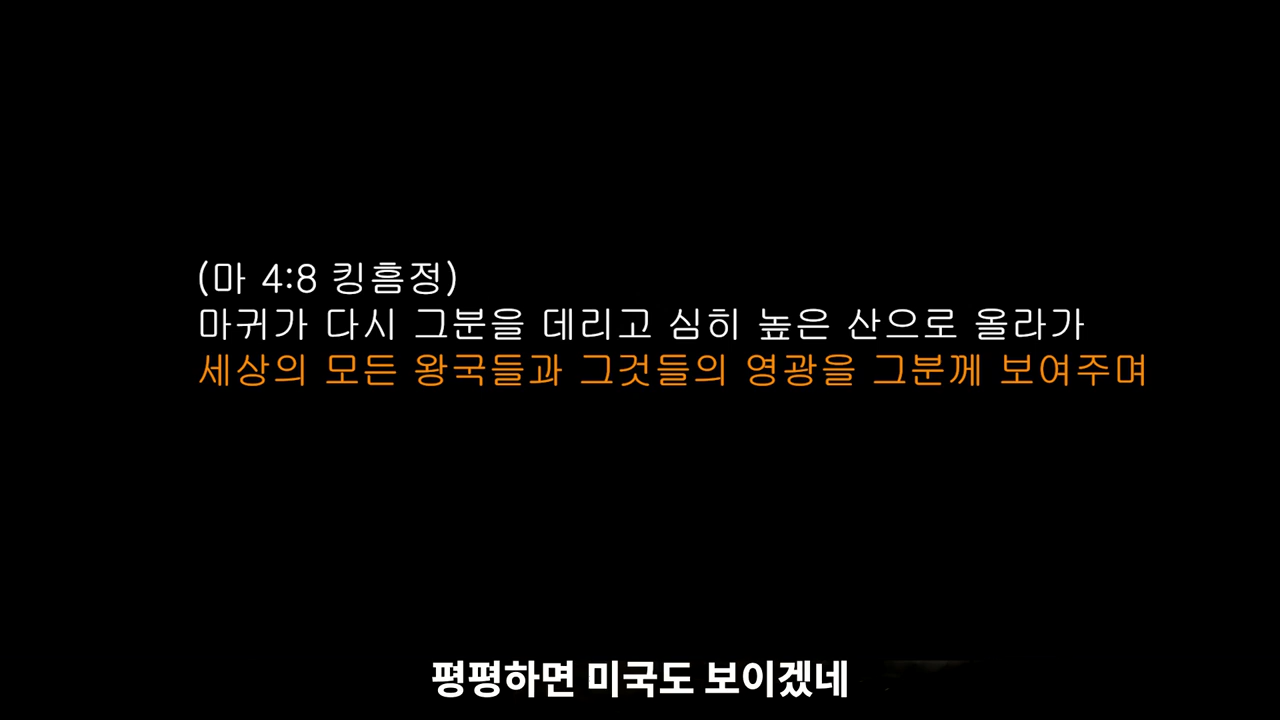 (마 4:8 킹흠정)
마귀가 다시 그분을 데리고 심히 높은 산으로 올라가
세상의 모든 왕국들과 그것들의 영광을 그분께 보여주며
평평하면 미국도 보이겠네